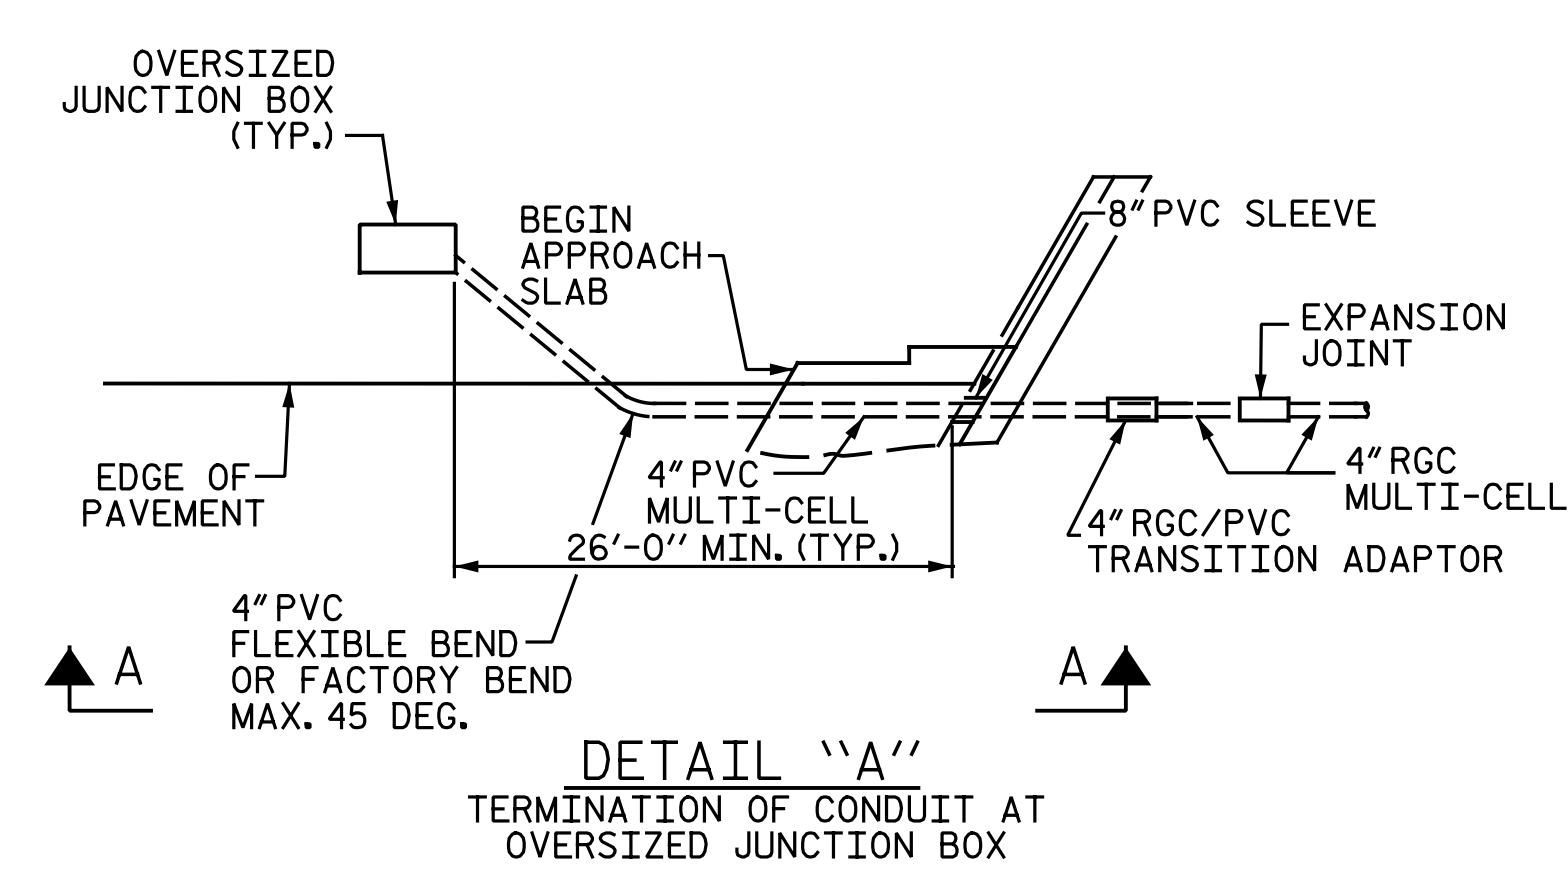 OVERSIZED
JUNCTION BOX
(TYP.)
BEGIN
APPROACH
SLAB
8" PVC SLEEVE
EXPANSION
JOINT
EDGE OF
PAVEMENT
4" PVC
MULTI-CELL
4" RGC
MULTI-CELL
4" RGC/PVC
TRANSITION ADAPTOR
26'-0" MIN. (TYP.)
4" PVC
FLEXIBLE BEND
OR FACTORY BEND
MAX. 45 DEG.
A
A
DETAIL "A"
TERMINATION OF CONDUIT AT
OVERSIZED JUNCTION BOX